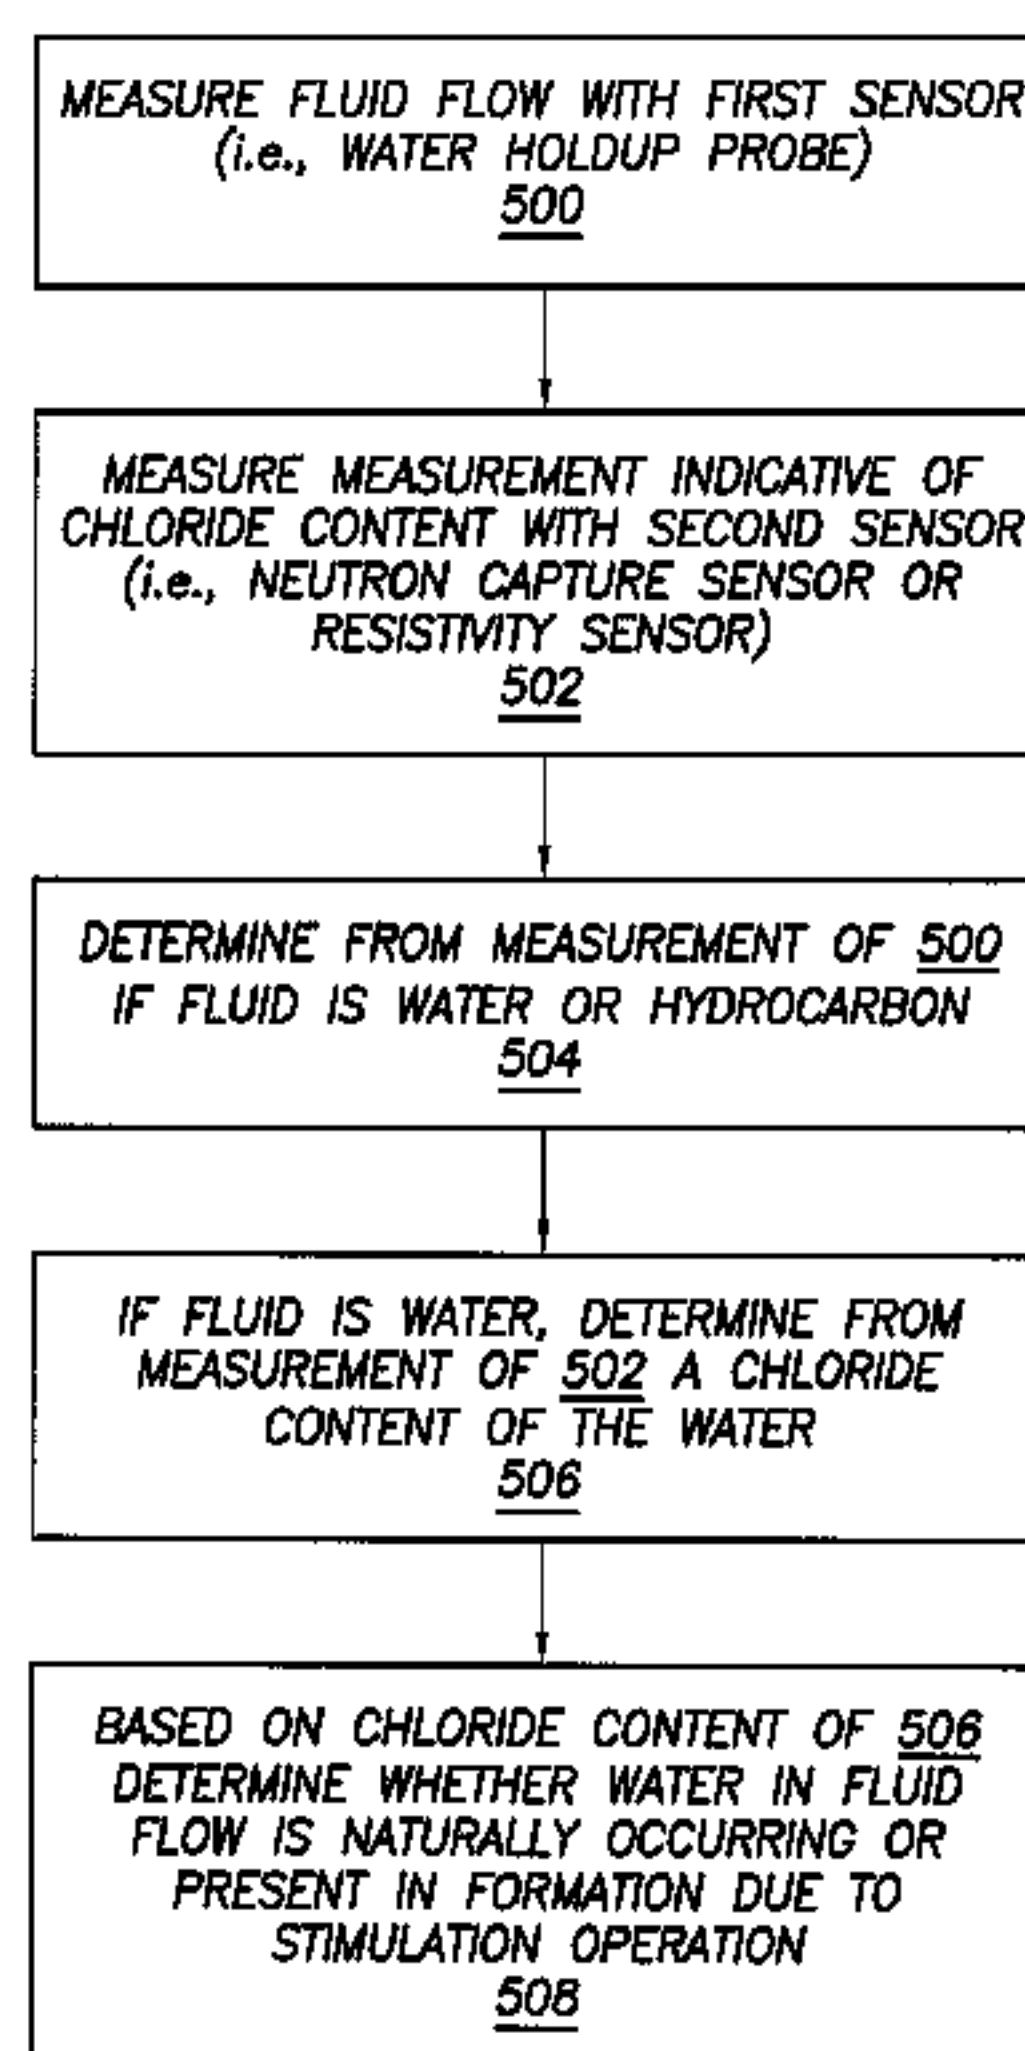 MEASURE FLUID FLOW WITH FIRST SENSOR
(i.e., WATER HOLDUP PROBE)
500
MEASURE MEASUREMENT INDICATIVE OF
CHLORIDE CONTENT WITH SECOND SENSOR
(i.e., NEUTRON CAPTURE SENSOR OR
RESISTIVITY SENSOR)
502
DETERMINE FROM MEASUREMENT OF 500
IF FLUID IS WATER OR HYDROCARBON
504
IF FLUID IS WATER, DETERMINE FROM
MEASUREMENT OF 502 A CHLORIDE
CONTENT OF THE WATER
506
BASED ON CHLORIDE CONTENT OF 506
DETERMINE WHETHER WATER IN FLUID
FLOW IS NATURALLY OCCURRING OR
PRESENT IN FORMATION DUE TO
STIMULATION OPERATION
508